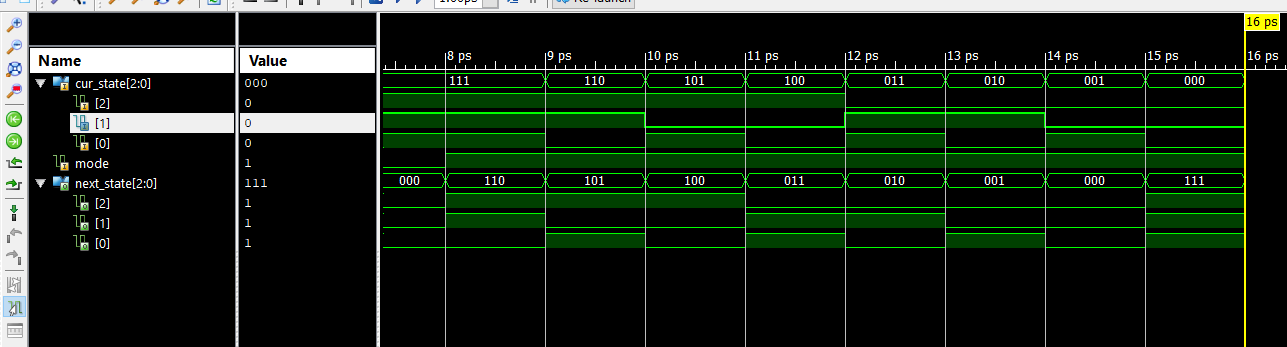 1.00ps Re-launch
16 ps
Name Value
8 ps 9 ps 10 ps 11 ps 12 ps 13 ps 14 ps 15 ps 16 ps
cur_state[2:0] 000 111 110 101 100 011 010 001 000
[2] 0
[1] 0
[0] 0
mode 1
next_state[2:0] 111 000 110 101 100 011 010 001 000 111
[2] 1
[1] 1
[0] 1